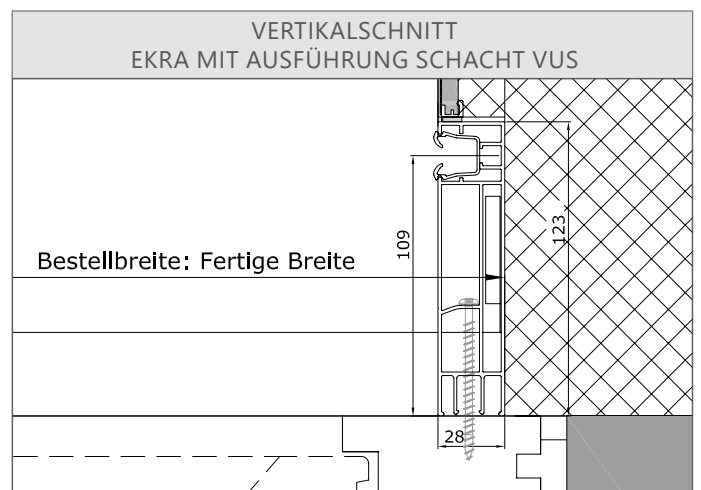 VERTIKALSCHNITT
EKRA MIT AUSFÜHRUNG SCHACHT VUS
109
123
Bestellbreite: Fertige Breite
28